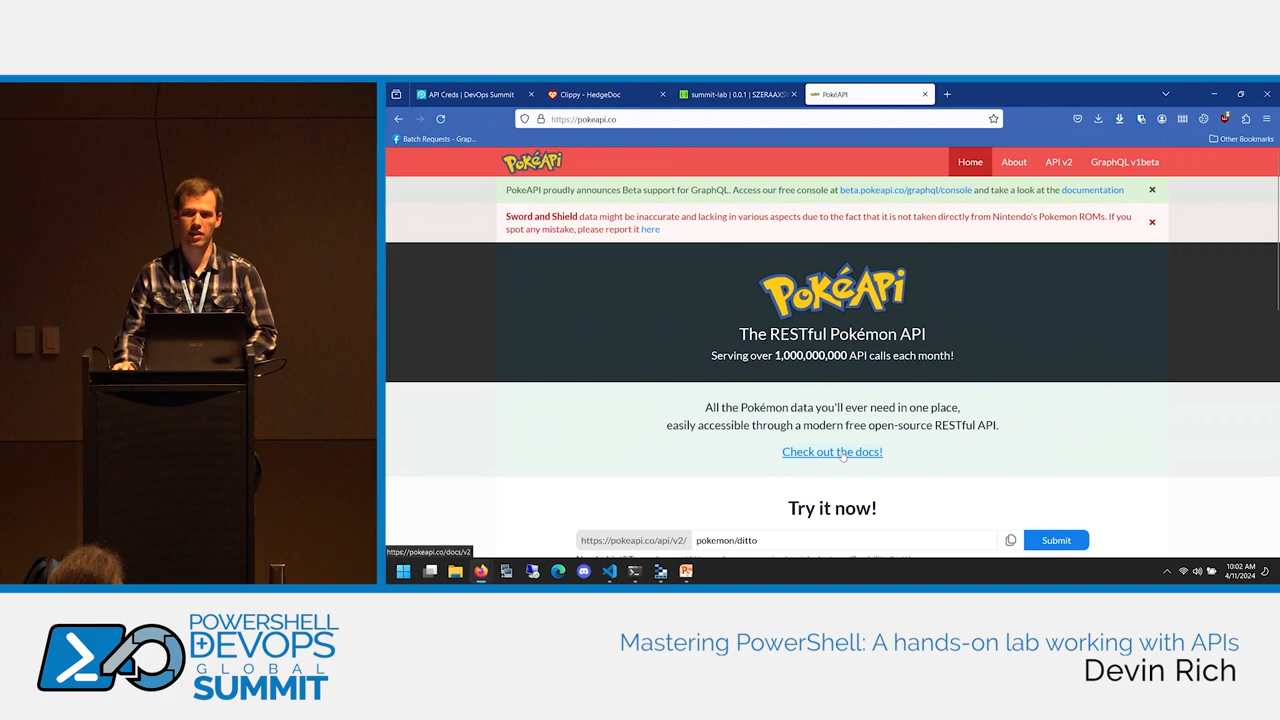 API Creds | DevOps Summit
Clippy - HedgeDoc
summit-lab | 0.0.1 | SZERAAXS
PokéAPI
https://pokeapi.co
Batch Requests - Grap...
Other Bookmarks
PokéAPI
Home
About
API v2
GraphQL v1beta
PokeAPI proudly announces Beta support for GraphQL. Access our free console at beta.pokeapi.co/graphql/console and take a look at the documentation
Sword and Shield data might be inaccurate and lacking in various aspects due to the fact that it is not taken directly from Nintendo's Pokemon ROMs. If you
spot any mistake, please report it here
PokéAPI
The RESTful Pokémon API
Serving over 1,000,000,000 API calls each month!
All the Pokémon data you'll ever need in one place,
easily accessible through a modern free open-source RESTful API.
Check out the docs!
Try it now!
https://pokeapi.co/api/v2/
pokemon/ditto
Submit
https://pokeapi.co/docs/v2
10:02 AM
4/11/2024
POWERSHELL
+DEVOPS
GLOBAL
SUMMIT
Mastering PowerShell: A hands-on lab working with APIs
Devin Rich